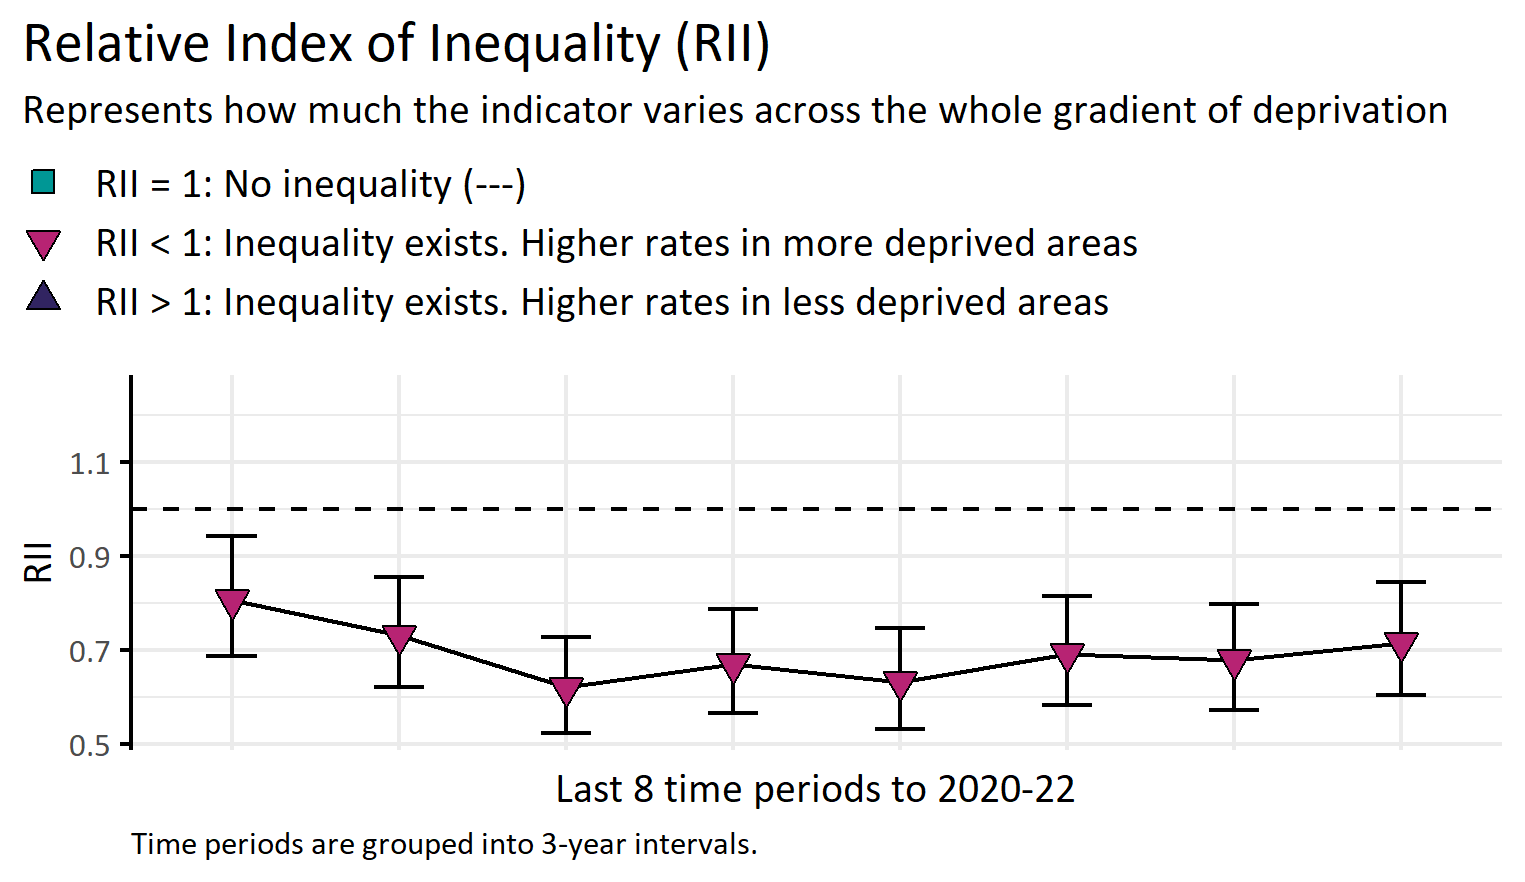 Relative Index of Inequality (RII)
Represents how much the indicator varies across the whole gradient of deprivation
RII = 1: No inequality (---)
RII < 1: Inequality exists. Higher rates in more deprived areas
RII > 1: Inequality exists. Higher rates in less deprived areas
1.1
0.9
0.7
0.5
RII
Last 8 time periods to 2020-22
Time periods are grouped into 3-year intervals.